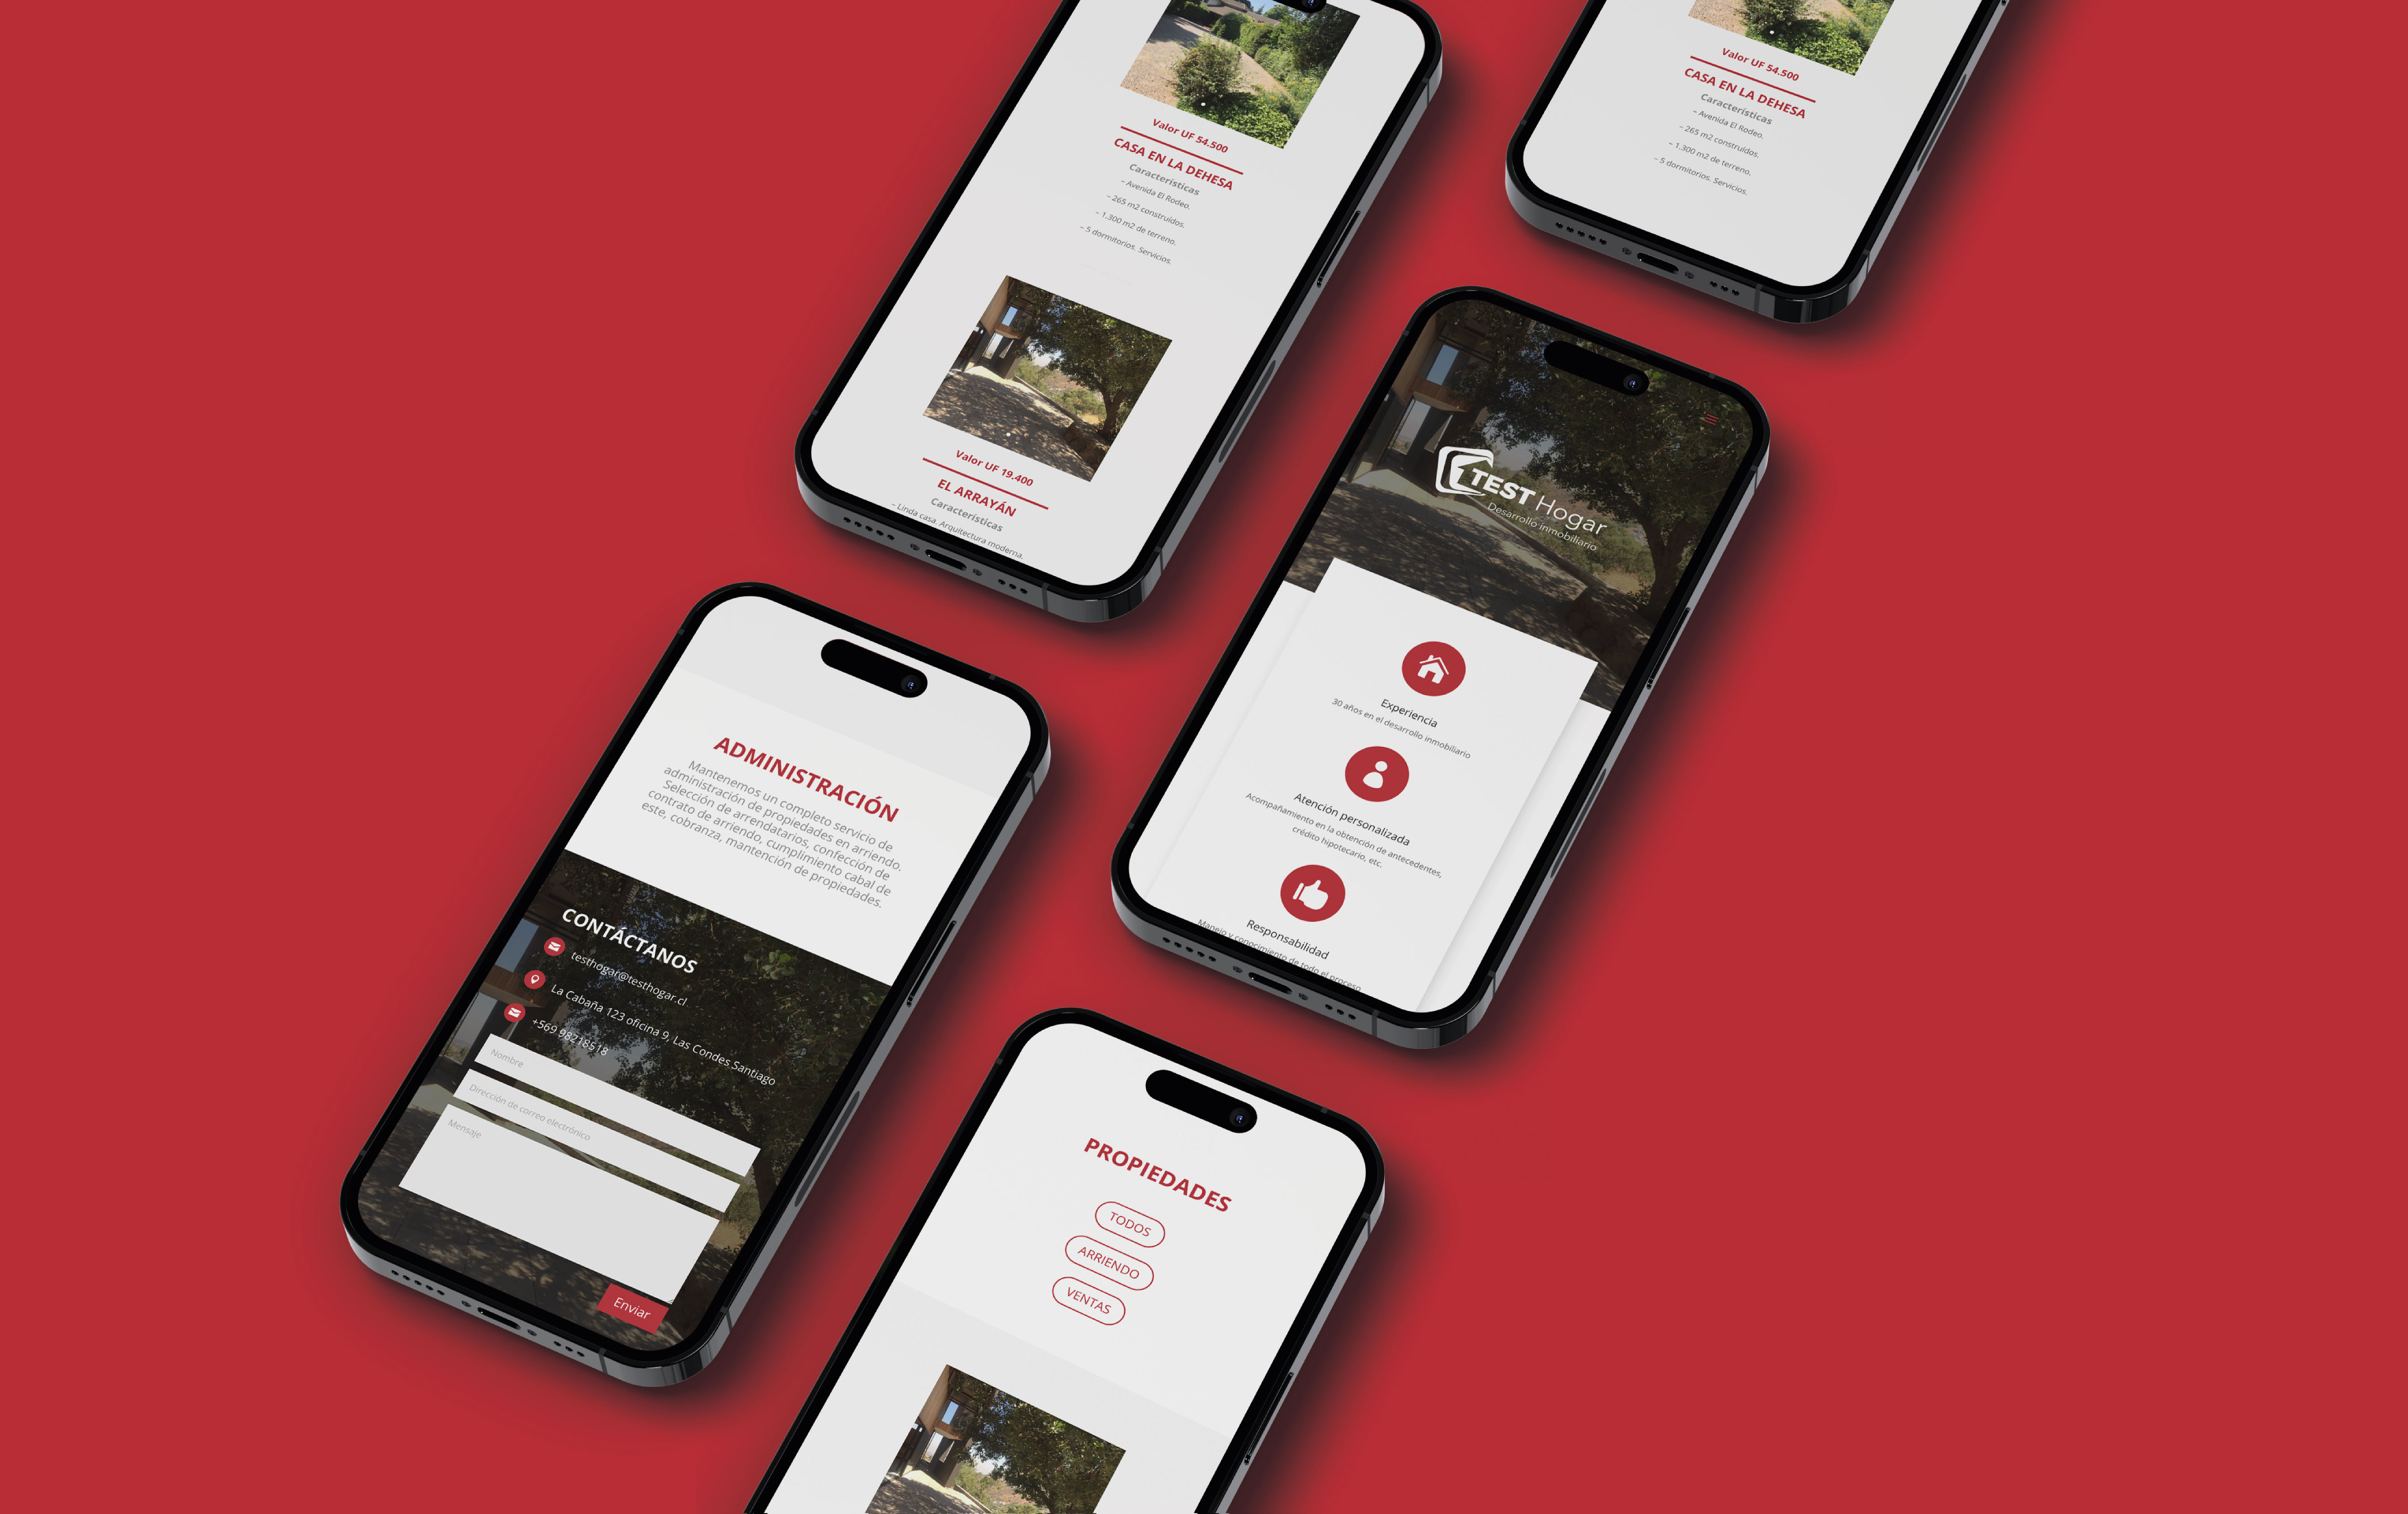 Valor UF 54.500
CASA EN LA DEHESA
Características
– Avenida El Rodeo.
– 265 m2 construidos.
– 1.300 m2 de terreno.
– 5 dormitorios. Servicios.
Valor UF 19.400
EL ARRAYÁN
Características
– Linda casa. Arquitectura moderna.
Valor UF 54.500
CASA EN LA DEHESA
Características
– Avenida El Rodeo.
– 265 m2 construidos.
– 1.300 m2 de terreno.
– 5 dormitorios. Servicios.
TEST Hogar
Desarrollo inmobiliario
Experiencia
30 años en el desarrollo inmobiliario
Atención personalizada
Acompañamiento en la obtención de antecedentes,
crédito hipotecario, etc.
Responsabilidad
Manejo y conocimiento de todo el proceso
ADMINISTRACIÓN
Mantenemos un completo servicio de
administración de propiedades en arriendo.
Selección de arrendatarios, confección de
contrato de arriendo, cumplimiento cabal de
este, cobranza, mantención de propiedades.
CONTÁCTANOS
testhogar@testhogar.cl
La Cabaña 123 oficina 9, Las Condes Santiago
+569 98218518
Nombre
Dirección de correo electrónico
Mensaje
Enviar
PROPIEDADES
TODOS
ARRIENDO
VENTAS